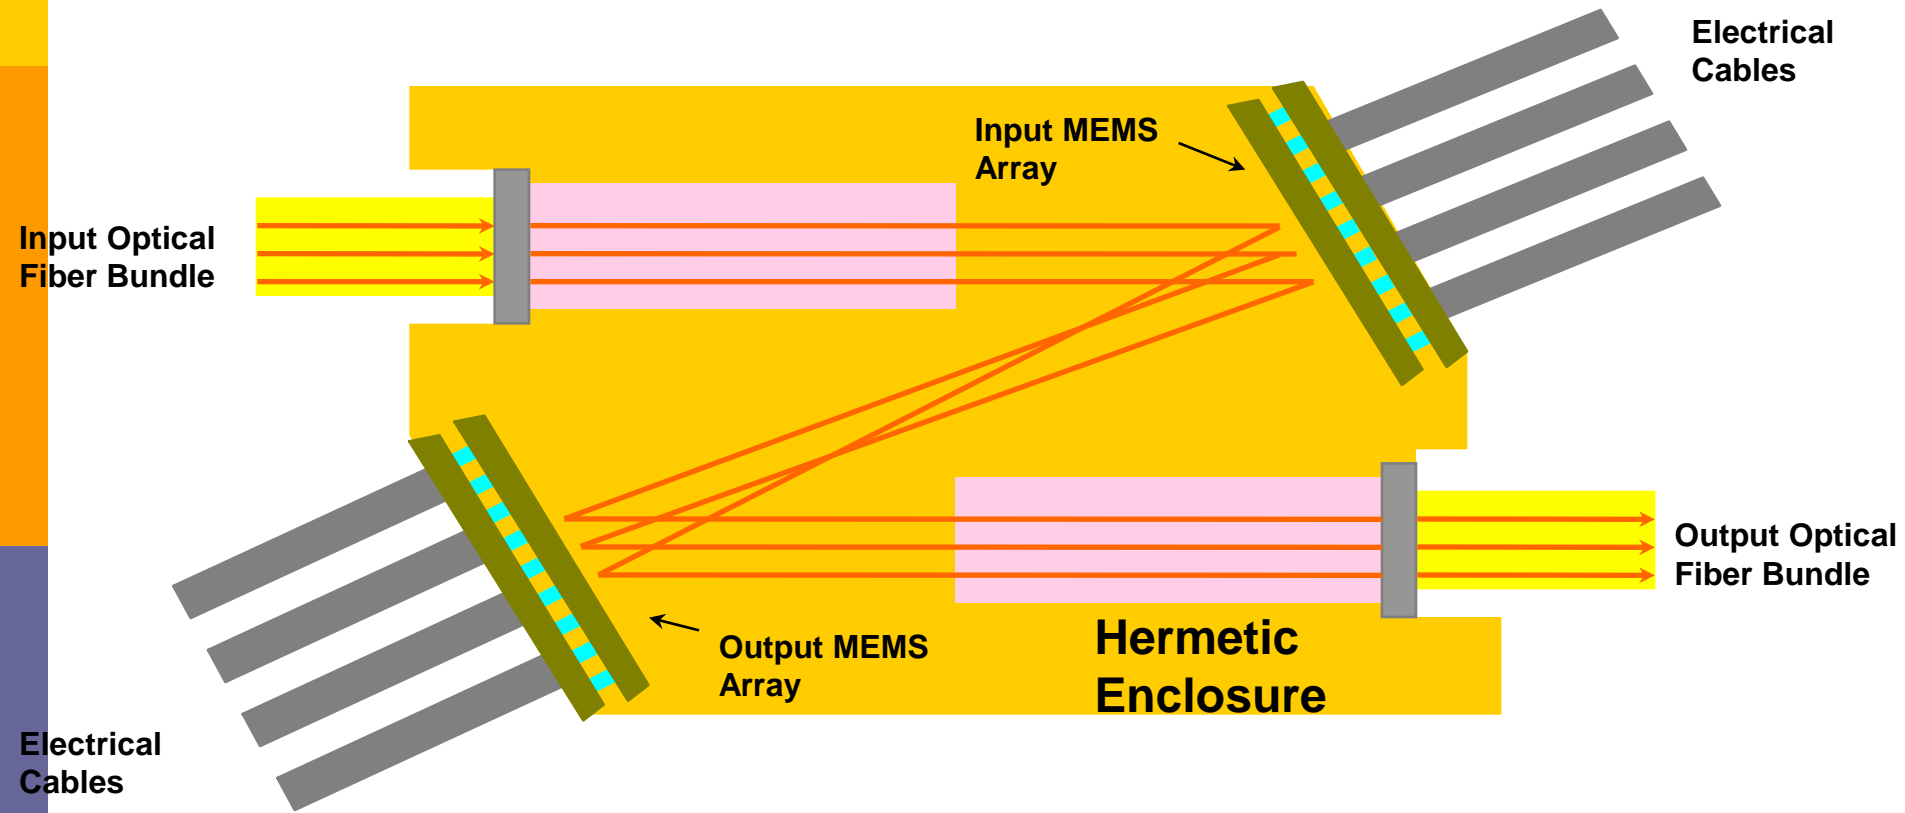 Electrical
Cables
Input MEMS
Array
Input Optical
Fiber Bundle
Output Optical
Fiber Bundle
Hermetic
Enclosure
Output MEMS
Array
Electrical
Cables